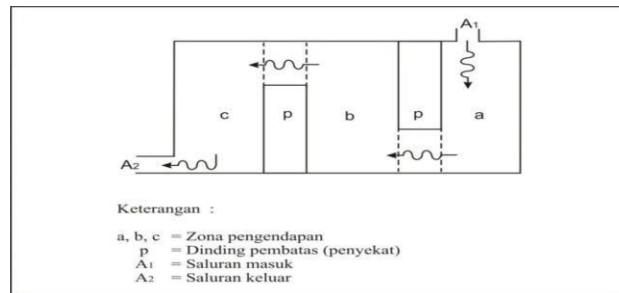 A1
c p b p a
A2
Keterangan :
a, b, c = Zona pengendapan
p = Dinding pembatas (penyekat)
A1 = Saluran masuk
A2 = Saluran keluar